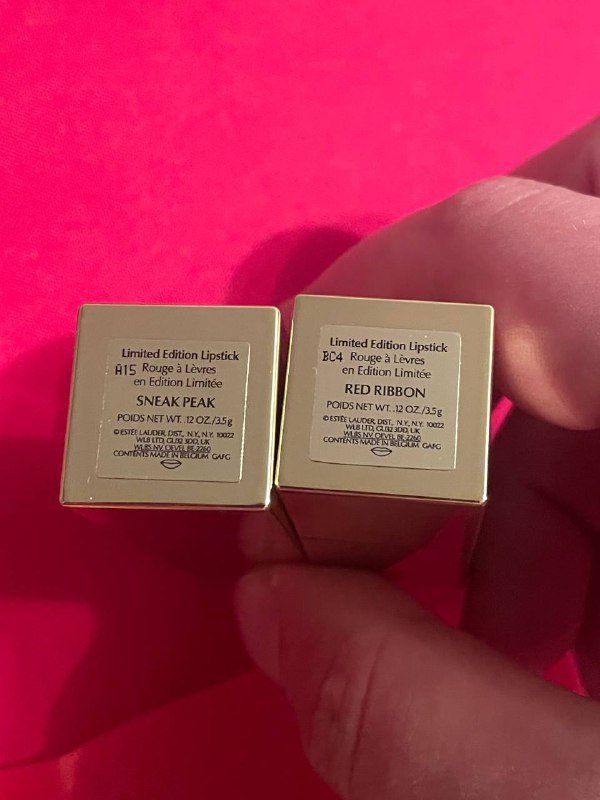 Limited Edition Lipstick
A15 Rouge à Lèvres
en Edition Limitée
SNEAK PEAK
POIDS NET WT. .12 OZ./3.5g
© ESTĒE LAUDER, DIST., N.Y., N.Y. 10022
WLB LTD, GU32 3DD, UK
WLBS NV, OEVEL BE-2260
CONTENTS MADE IN BELGIUM GAFG
Limited Edition Lipstick
BC4 Rouge à Lèvres
en Edition Limitée
RED RIBBON
POIDS NET WT. .12 OZ./3.5g
© ESTĒE LAUDER, DIST., N.Y., N.Y. 10022
WLB LTD, GU32 3DD, UK
WLBS NV, OEVEL BE-2260
CONTENTS MADE IN BELGIUM GAFG